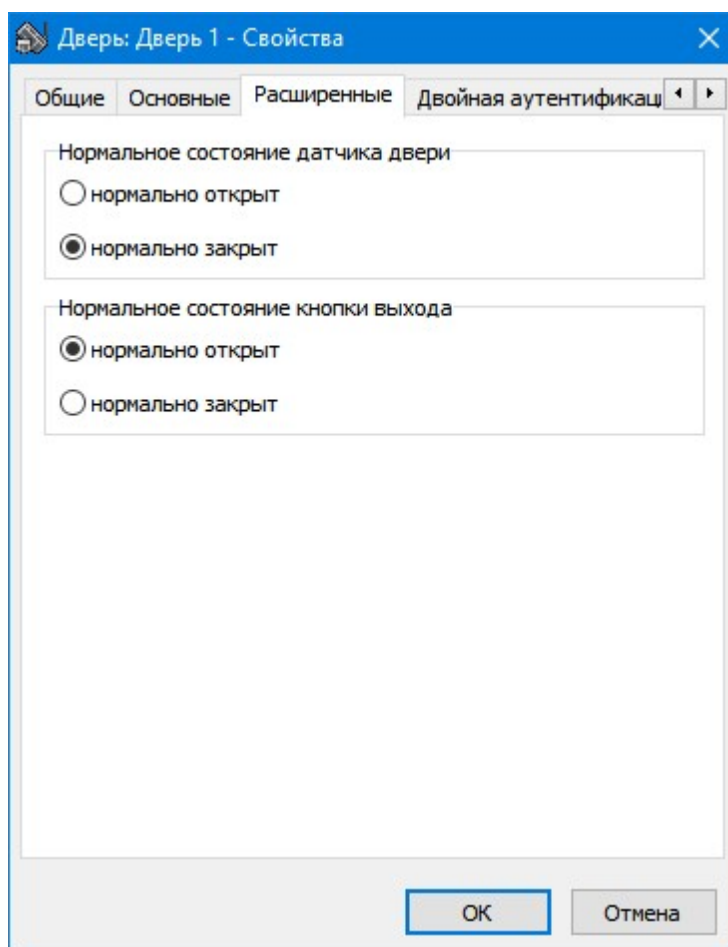 Дверь: Дверь 1 - Свойства
Общие Основные Расширенные Двойная аутентификац
Нормальное состояние датчика двери
нормально открыт
нормально закрыт
Нормальное состояние кнопки выхода
нормально открыт
нормально закрыт
ОК Отмена